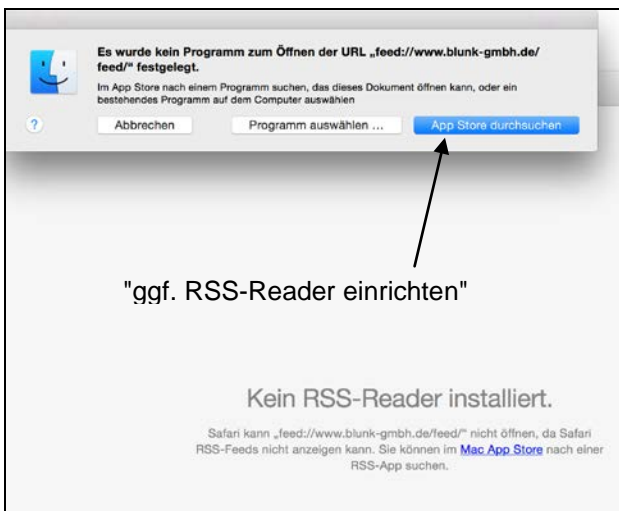 Es wurde kein Programm zum Öffnen der URL „feed://www.blunk-gmbh.de/
feed/“ festgelegt.
Im App Store nach einem Programm suchen, das dieses Dokument öffnen kann, oder ein
bestehendes Programm auf dem Computer auswählen
?
Abbrechen
Programm auswählen ...
App Store durchsuchen
"ggf. RSS-Reader einrichten"
Kein RSS-Reader installiert.
Safari kann „feed://www.blunk-gmbh.de/feed/“ nicht öffnen, da Safari
RSS-Feeds nicht anzeigen kann. Sie können im Mac App Store nach einer
RSS-App suchen.